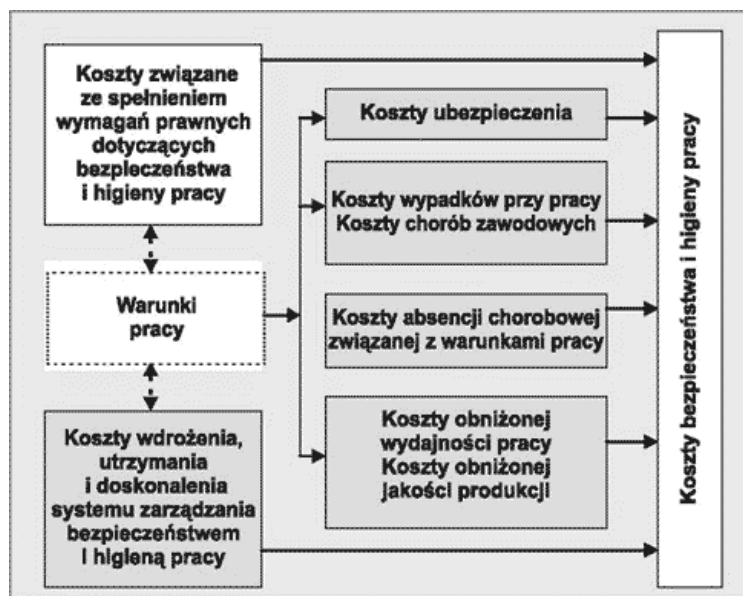 Koszty związane
ze spełnieniem
wymagań prawnych
dotyczących
bezpieczeństwa
i higieny pracy
Warunki
pracy
Koszty wdrożenia,
utrzymania
i doskonalenia
systemu zarządzania
bezpieczeństwem
i higieną pracy
Koszty ubezpieczenia
Koszty wypadków przy pracy
Koszty chorób zawodowych
Koszty absencji chorobowej
związanej z warunkami pracy
Koszty obniżonej
wydajności pracy
Koszty obniżonej
jakości produkcji
Koszty bezpieczeństwa i higieny pracy